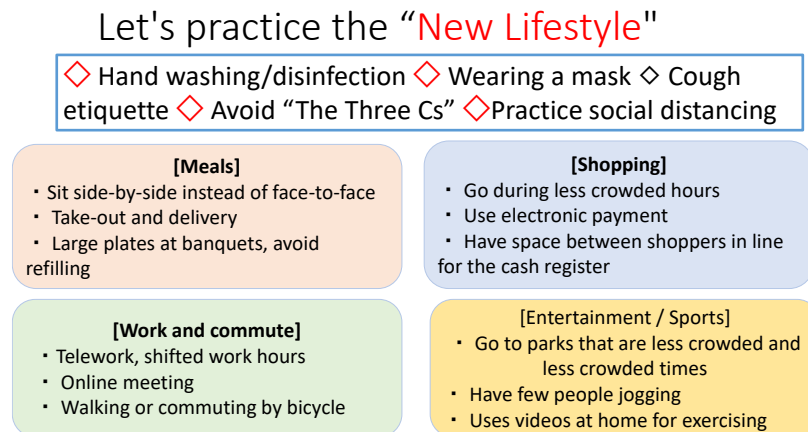 Let's practice the “New Lifestyle"
◇ Hand washing/disinfection ◇ Wearing a mask ◇ Cough
etiquette ◇ Avoid “The Three Cs” ◇Practice social distancing
[Meals]
・Sit side-by-side instead of face-to-face
・Take-out and delivery
・Large plates at banquets, avoid
refilling
[Shopping]
・Go during less crowded hours
・Use electronic payment
・Have space between shoppers in line
for the cash register
[Work and commute]
・Telework, shifted work hours
・Online meeting
・Walking or commuting by bicycle
[Entertainment / Sports]
・Go to parks that are less crowded and
less crowded times
・Have few people jogging
・Uses videos at home for exercising